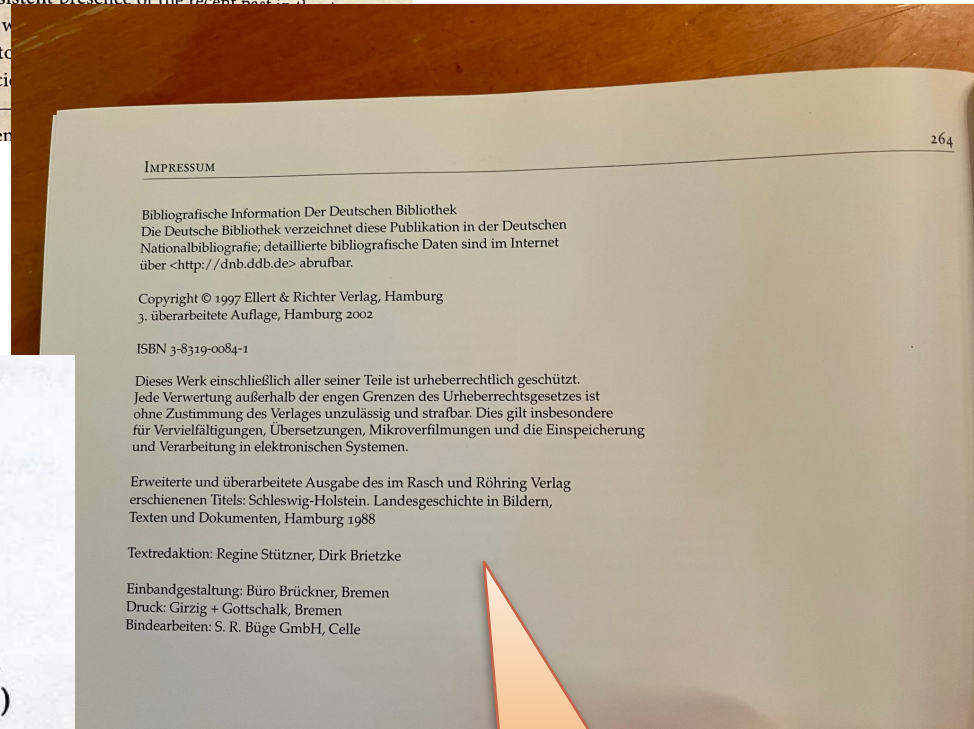 presence of the recent past in
264
IMPRESSUM
Bibliografische Information Der Deutschen Bibliothek
Die Deutsche Bibliothek verzeichnet diese Publikation in der Deutschen
Nationalbibliografie; detaillierte bibliografische Daten sind im Internet
über <http://dnb.ddb.de> abrufbar.
Copyright © 1997 Ellert & Richter Verlag, Hamburg
3. überarbeitete Auflage, Hamburg 2002
ISBN 3-8319-0084-1
Dieses Werk einschließlich aller seiner Teile ist urheberrechtlich geschützt.
Jede Verwertung außerhalb der engen Grenzen des Urheberrechtsgesetzes ist
ohne Zustimmung des Verlages unzulässig und strafbar. Dies gilt insbesondere
für Vervielfältigungen, Übersetzungen, Mikroverfilmungen und die Einspeicherung
und Verarbeitung in elektronischen Systemen.
Erweiterte und überarbeitete Ausgabe des im Rasch und Röhring Verlag
erschienenen Titels: Schleswig-Holstein. Landesgeschichte in Bildern,
Texten und Dokumenten, Hamburg 1988
Textredaktion: Regine Stützner, Dirk Brietzke
Einbandgestaltung: Büro Brückner, Bremen
Druck: Girzig + Gottschalk, Bremen
Bindearbeiten: S. R. Büge GmbH, Celle
)